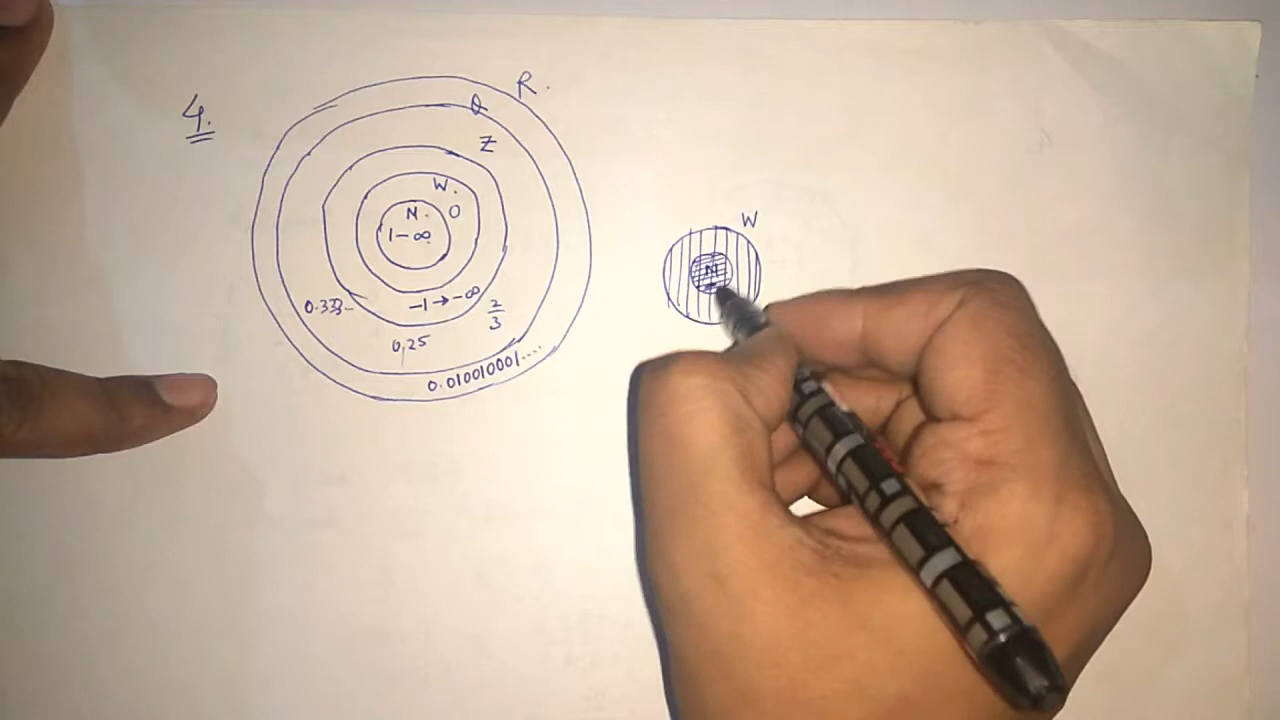 4.
R.
Q
Z
W.
N. 0
1-∞
0.333..
-1→-∞
2/3
0.25
0.010010001....
W
N